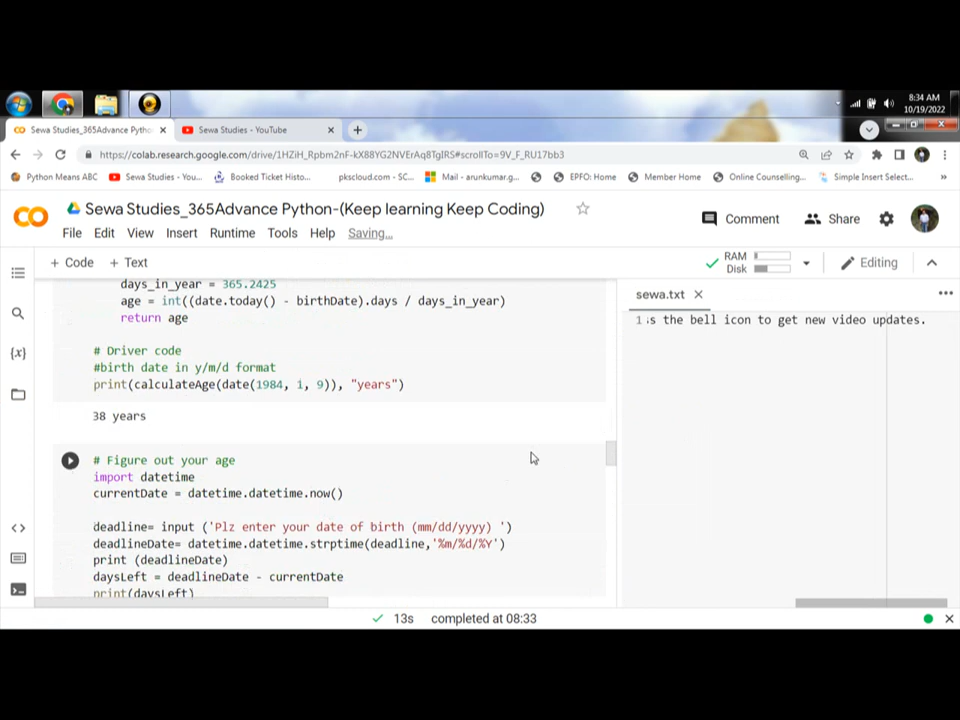 8:34 AM
10/19/2022
Sewa Studies_365Advance Pytho
Sewa Studies - YouTube
https://colab.research.google.com/drive/1HZiH_Rpbm2nF-kX88YG2NVErAq8TgIRS#scrollTo=9V_F_RU17bb3
Python Means ABC
Sewa Studies - You...
Booked Ticket Histo...
pkscloud.com - SC...
Mail - arunkumar.g...
EPFO: Home
Member Home
Online Counselling...
Simple Insert Select...
»
Sewa Studies_365Advance Python-(Keep learning Keep Coding)
Comment
Share
File Edit View Insert Runtime Tools Help Saving...
+ Code + Text
RAM
Disk
Editing
days_in_year = 365.2425
age = int((date.today() - birthDate).days / days_in_year)
return age
# Driver code
#birth date in y/m/d format
print(calculateAge(date(1984, 1, 9)), "years")
38 years
# Figure out your age
import datetime
currentDate = datetime.datetime.now()
deadline= input ('Plz enter your date of birth (mm/dd/yyyy) ')
deadlineDate= datetime.datetime.strptime(deadline,'%m/%d/%Y')
print (deadlineDate)
daysLeft = deadlineDate - currentDate
print(daysLeft)
sewa.txt
1 s the bell icon to get new video updates.
13s completed at 08:33